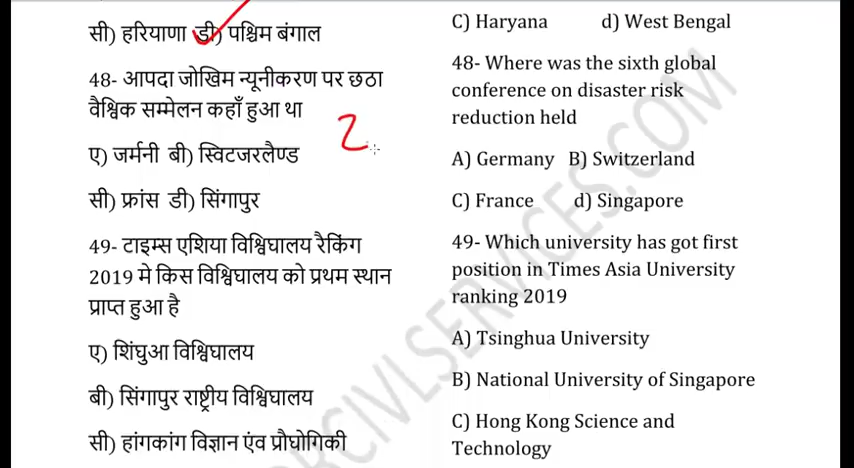 सी) हरियाणा डी) पश्चिम बंगाल
48- आपदा जोखिम न्यूनीकरण पर छठा
वैश्विक सम्मेलन कहाँ हुआ था
ए) जर्मनी बी) स्विटजरलैण्ड
सी) फ्रांस डी) सिंगापुर
49- टाइम्स एशिया विश्विघालय रैकिंग
2019 मे किस विश्विघालय को प्रथम स्थान
प्राप्त हुआ है
ए) शिंघुआ विश्विघालय
बी) सिंगापुर राष्ट्रीय विश्विघालय
सी) हांगकांग विज्ञान एंव प्रौघोगिकी
2
C) Haryana d) West Bengal
48- Where was the sixth global
conference on disaster risk
reduction held
A) Germany B) Switzerland
C) France d) Singapore
49- Which university has got first
position in Times Asia University
ranking 2019
A) Tsinghua University
B) National University of Singapore
C) Hong Kong Science and
Technology
RCIVLSERVICES.COM